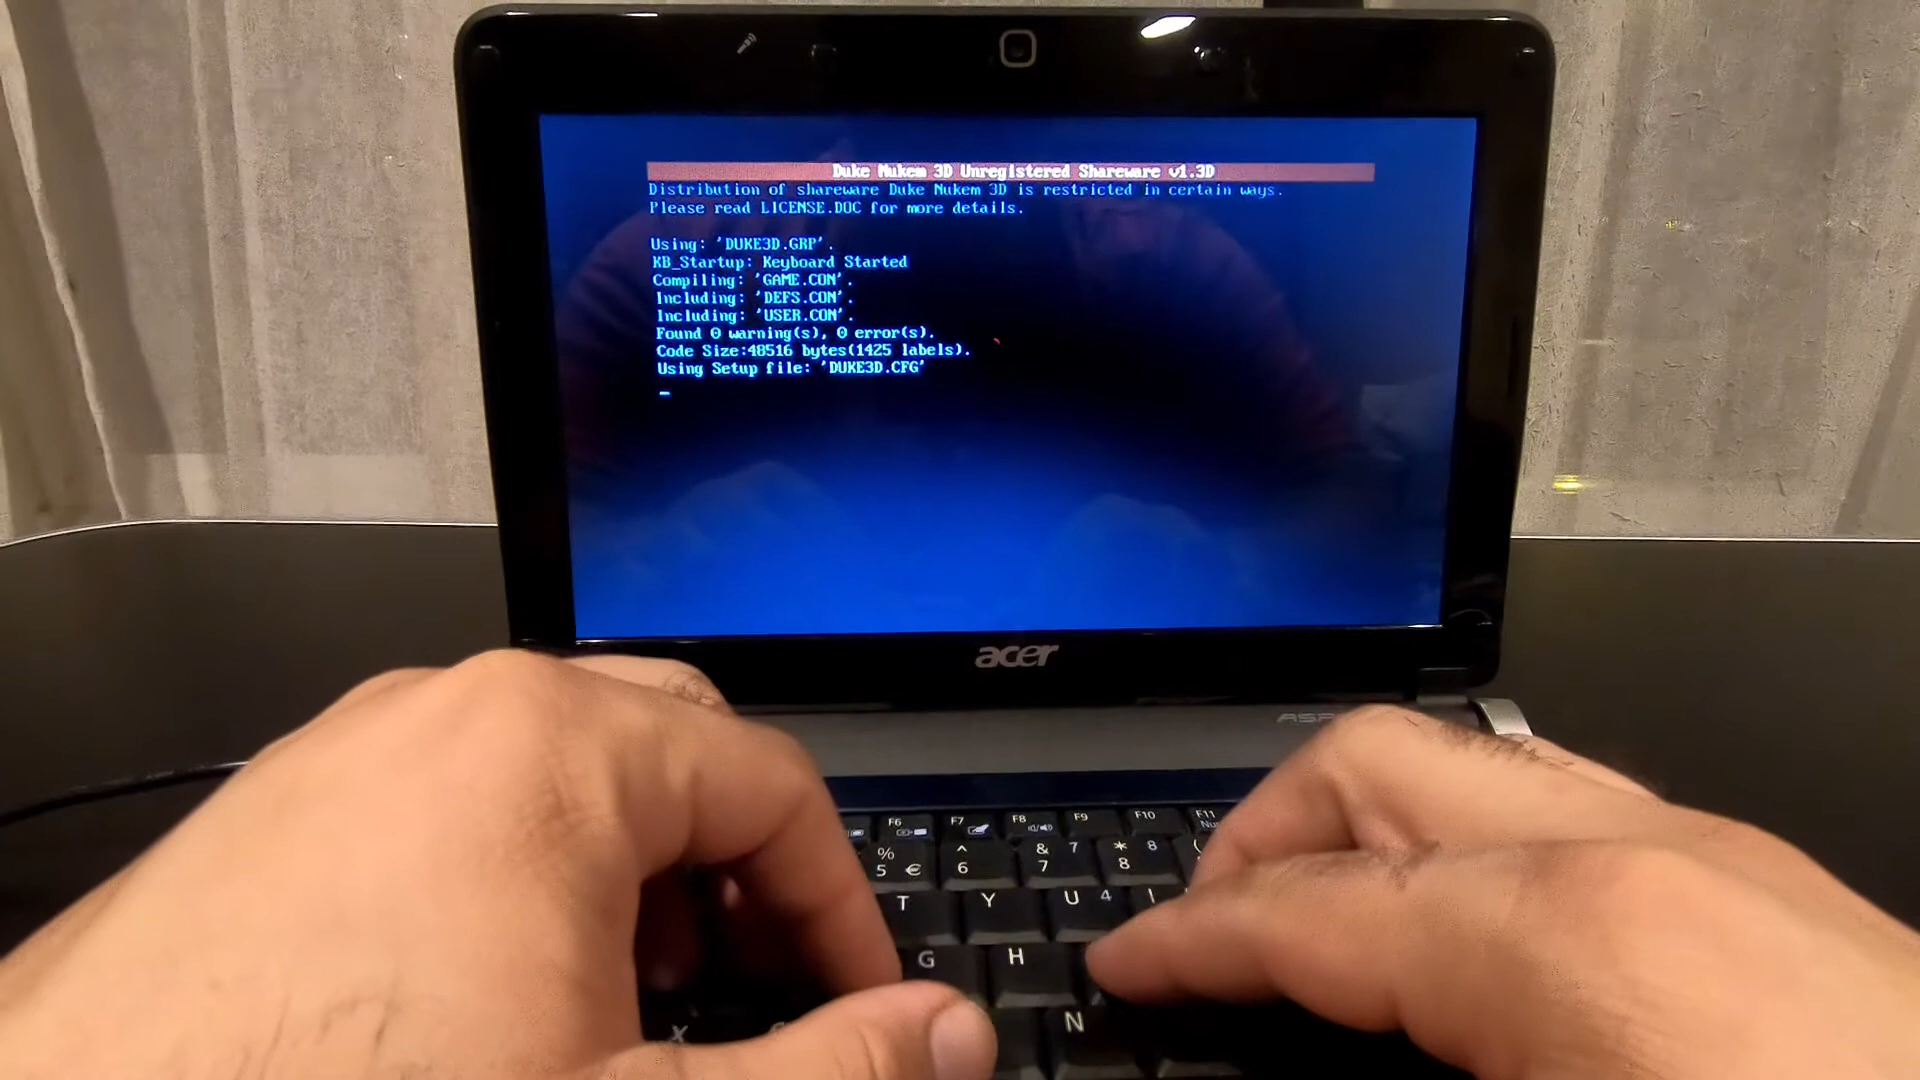 Duke Nukem 3D Unregistered Shareware v1.3D
Distribution of shareware Duke Nukem 3D is restricted in certain ways.
Please read LICENSE.DOC for more details.
Using: 'DUKE3D.GRP'.
KB_Startup: Keyboard Started
Compiling: 'GAME.CON'.
Including: 'DEFS.CON'.
Including: 'USER.CON'.
Found 0 warning(s), 0 error(s).
Code Size:48516 bytes(1425 labels).
Using Setup file: 'DUKE3D.CFG'
_
acer
F6 F7 F8 F9 F10 F11
% ^ & 7 * 8 (
5 € 6 7 8
T Y U 4 I
G H
X N